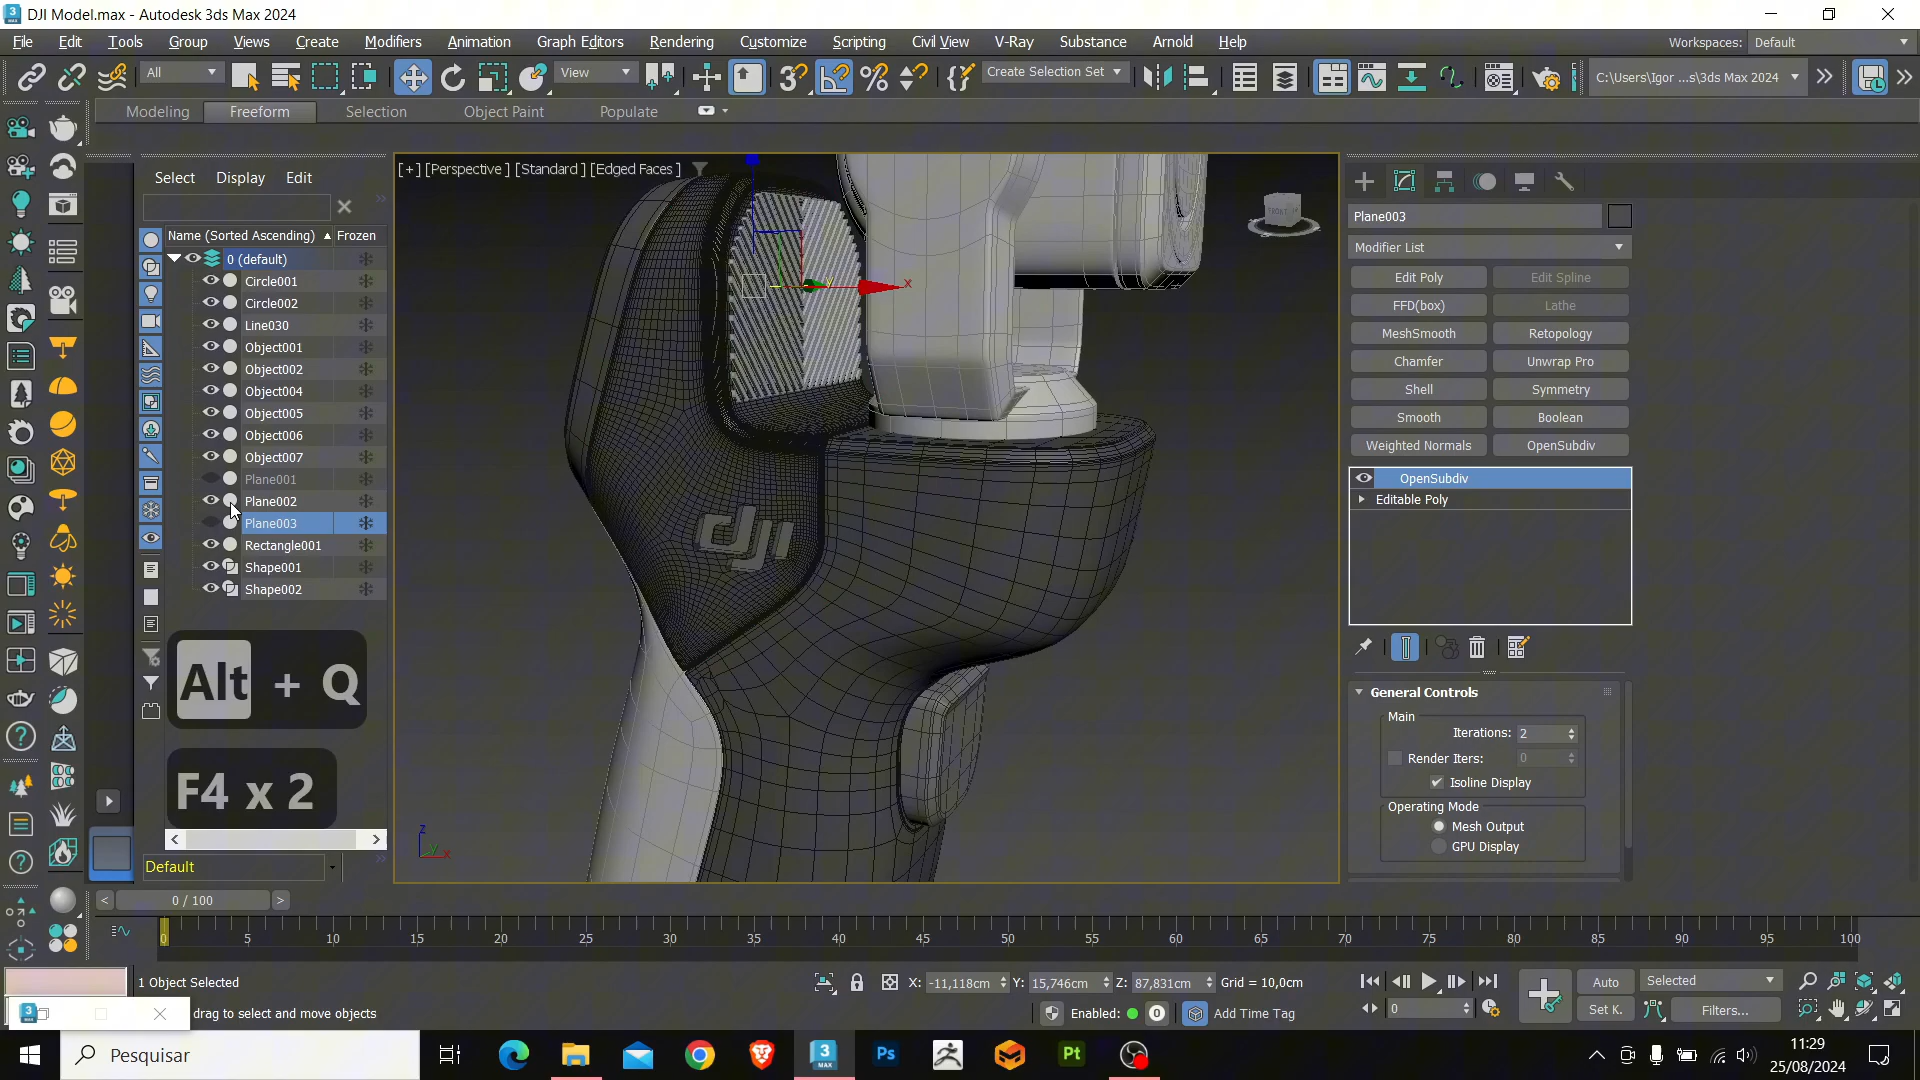 DJI Model.max - Autodesk 3ds Max 2024
File Edit Tools Group Views Create Modifiers Animation Graph Editors Rendering Customize Scripting Civil View V-Ray Substance Arnold Help Workspaces: Default
All View Create Selection Set C:\Users\Igor ...s\3ds Max 2024
Modeling Freeform Selection Object Paint Populate
Select Display Edit
[+] [Perspective ] [Standard ] [Edged Faces ]
FRONT
Name (Sorted Ascending) Frozen
0 (default)
Circle001
Circle002
Line030
Object001
Object002
Object004
Object005
Object006
Object007
Plane001
Plane002
Plane003
Rectangle001
Shape001
Shape002
x
y
dji
Alt + Q
F4 x 2
Default
z
y
x
Plane003
Modifier List
Edit Poly Edit Spline
FFD(box) Lathe
MeshSmooth Retopology
Chamfer Unwrap Pro
Shell Symmetry
Smooth Boolean
Weighted Normals OpenSubdiv
OpenSubdiv
Editable Poly
General Controls
Main
Iterations: 2
Render Iters: 0
Isoline Display
Operating Mode
Mesh Output
GPU Display
< 0 / 100 >
0 5 10 15 20 25 30 35 40 45 50 55 60 65 70 75 80 85 90 95 100
1 Object Selected X: -11,118cm Y: 15,746cm Z: 87,831cm Grid = 10,0cm Auto Selected
drag to select and move objects Enabled: 0 Add Time Tag 0 Set K. Filters...
Pesquisar 3 MAX Ps Pt 11:29
25/08/2024